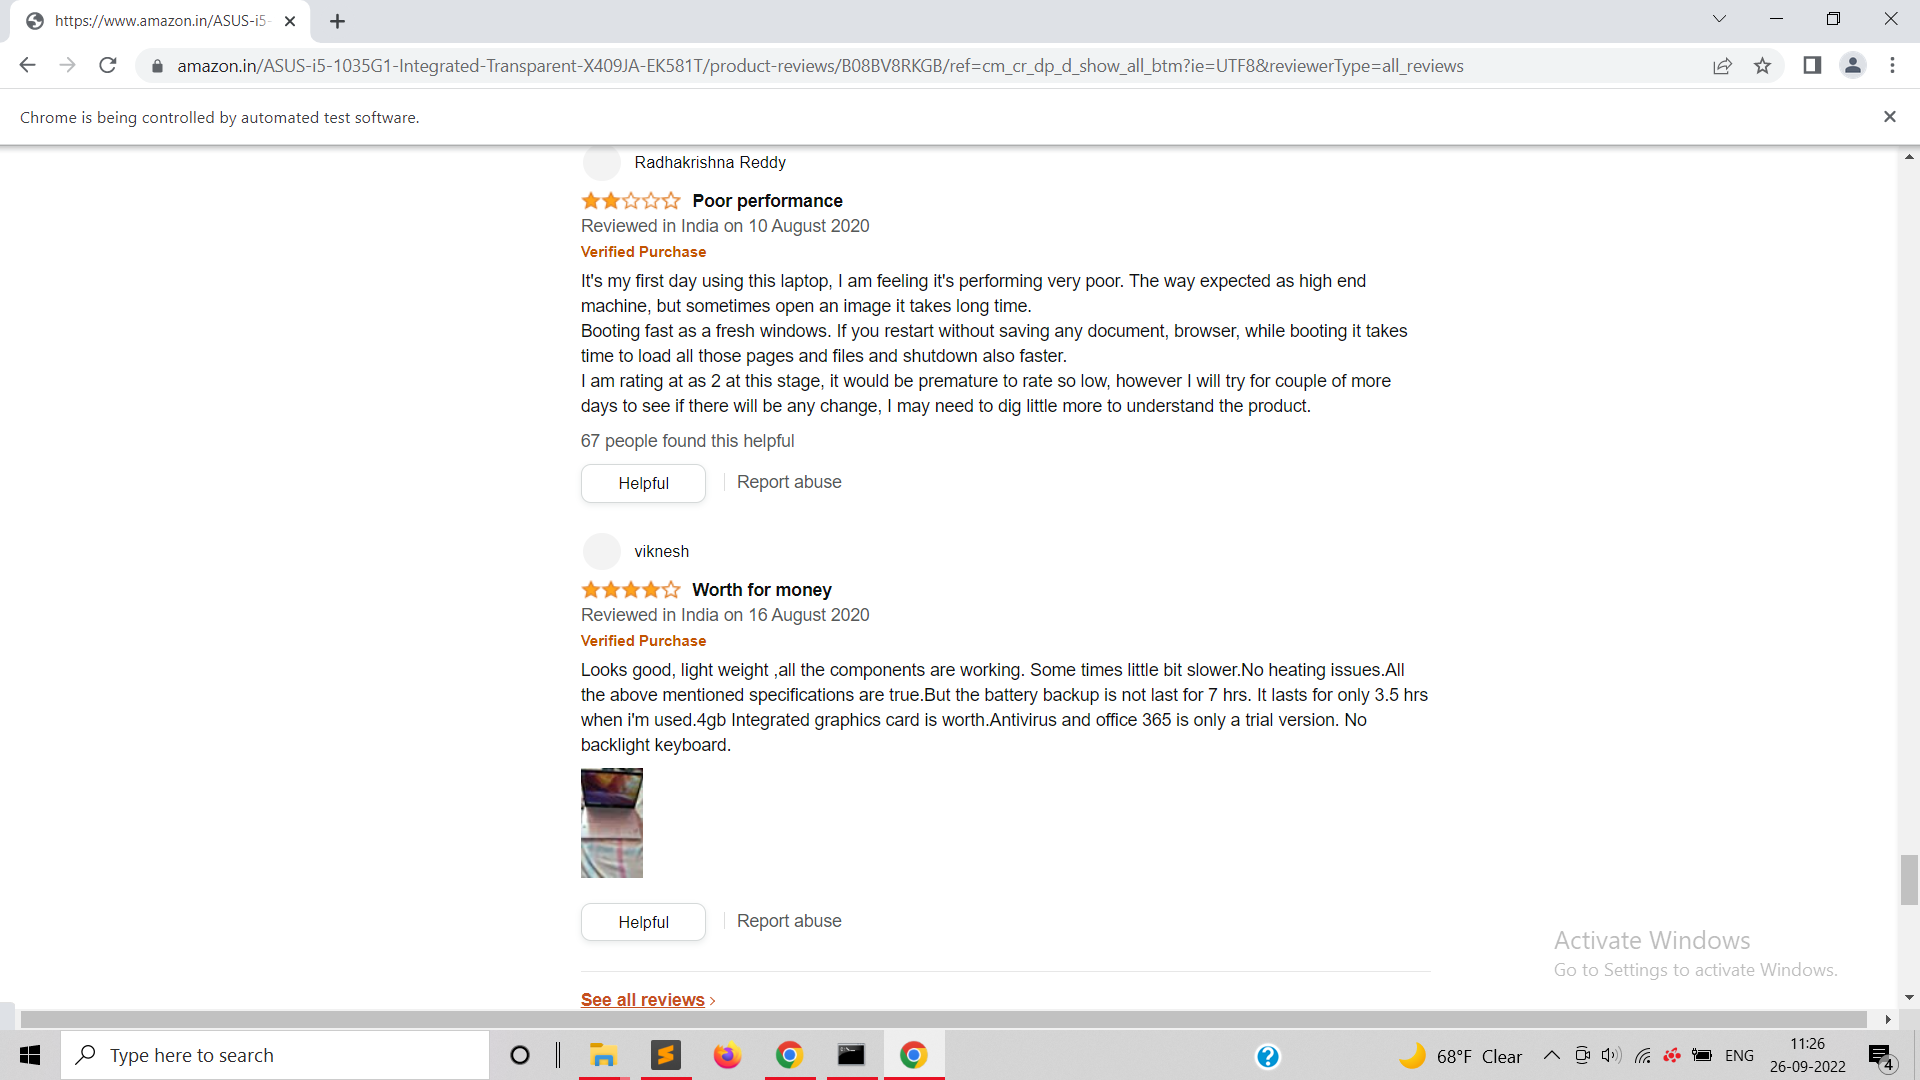 https://www.amazon.in/ASUS-i5-
amazon.in/ASUS-i5-1035G1-Integrated-Transparent-X409JA-EK581T/product-reviews/B08BV8RKGB/ref=cm_cr_dp_d_show_all_btm?ie=UTF8&reviewerType=all_reviews
Chrome is being controlled by automated test software.
Radhakrishna Reddy
Poor performance
Reviewed in India on 10 August 2020
Verified Purchase
It's my first day using this laptop, I am feeling it's performing very poor. The way expected as high end
machine, but sometimes open an image it takes long time.
Booting fast as a fresh windows. If you restart without saving any document, browser, while booting it takes
time to load all those pages and files and shutdown also faster.
I am rating at as 2 at this stage, it would be premature to rate so low, however I will try for couple of more
days to see if there will be any change, I may need to dig little more to understand the product.
67 people found this helpful
Helpful
Report abuse
viknesh
Worth for money
Reviewed in India on 16 August 2020
Verified Purchase
Looks good, light weight ,all the components are working. Some times little bit slower.No heating issues.All
the above mentioned specifications are true.But the battery backup is not last for 7 hrs. It lasts for only 3.5 hrs
when i'm used.4gb Integrated graphics card is worth.Antivirus and office 365 is only a trial version. No
backlight keyboard.
Helpful
Report abuse
See all reviews ›
Activate Windows
Go to Settings to activate Windows.
Type here to search
68°F Clear
ENG
11:26
26-09-2022
4